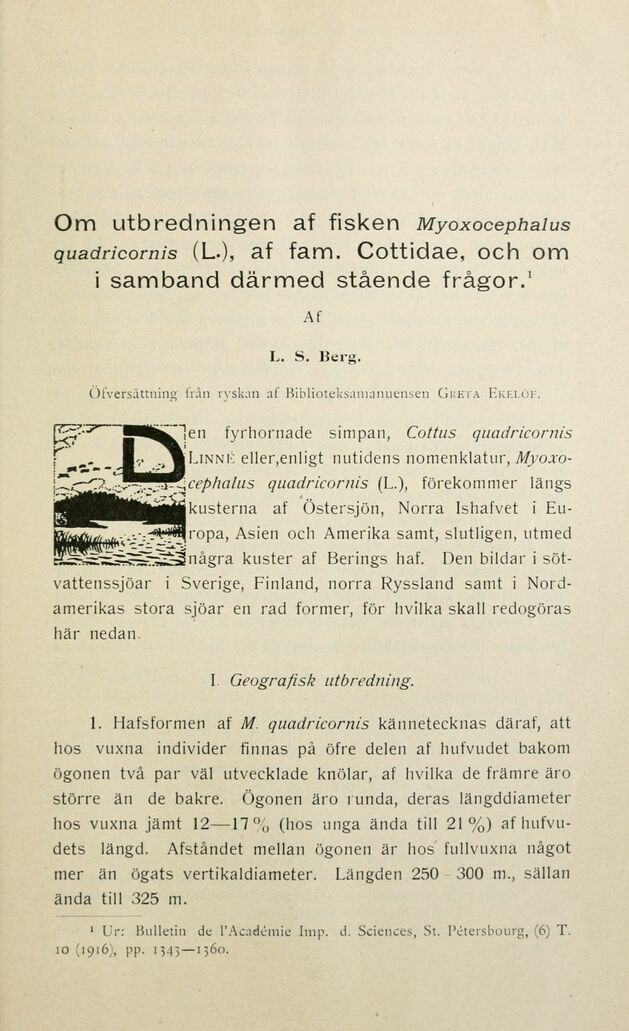 Om utbredningen af fisken Myoxocephalus
quadricornis (L.), af fam. Cottidae, och om
i samband därmed stående frågor.¹
Af
L. S. Berg.
Öfversättning från ryskan af Biblioteksamanuensen GRETA EKELÖF.
Den fyrhornade simpan, Cottus quadricornis
LINNÉ eller,enligt nutidens nomenklatur, Myoxo-
cephalus quadricornis (L.), förekommer längs
kusterna af Östersjön, Norra Ishafvet i Eu-
ropa, Asien och Amerika samt, slutligen, utmed
några kuster af Berings haf. Den bildar i söt-
vattenssjöar i Sverige, Finland, norra Ryssland samt i Nord-
amerikas stora sjöar en rad former, för hvilka skall redogöras
här nedan.
I. Geografisk utbredning.
1. Hafsformen af M. quadricornis kännetecknas däraf, att
hos vuxna individer finnas på öfre delen af hufvudet bakom
ögonen två par väl utvecklade knölar, af hvilka de främre äro
större än de bakre. Ögonen äro runda, deras längddiameter
hos vuxna jämt 12—17 % (hos unga ända till 21 %) af hufvu-
dets längd. Afståndet mellan ögonen är hos fullvuxna något
mer än ögats vertikaldiameter. Längden 250-300 m., sällan
ända till 325 m.
¹ Ur: Bulletin de l'Académie Imp. d. Sciences, St. Pétersbourg, (6) T.
10 (1916), pp. 1343—1360.